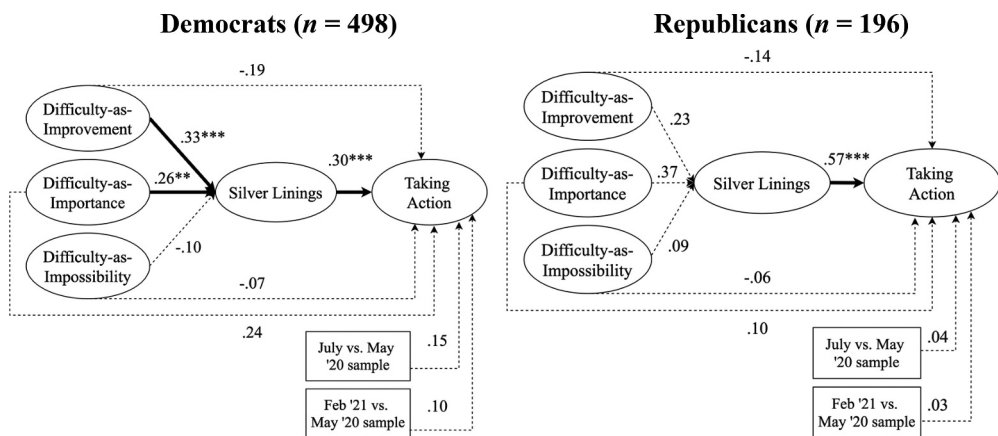 Democrats (n = 498)
-.19
Difficulty-as-
Improvement
.33***
Difficulty-as-
Importance
.26**
Silver Linings
.30***
Taking
Action
Difficulty-as-
Impossibility
-.10
-.07
.24
July vs. May
'20 sample
.15
Feb '21 vs.
May '20 sample
.10
Republicans (n = 196)
-.14
Difficulty-as-
Improvement
.23
Difficulty-as-
Importance
.37
Silver Linings
.57***
Taking
Action
Difficulty-as-
Impossibility
.09
-.06
.10
July vs. May
'20 sample
.04
Feb '21 vs.
May '20 sample
.03